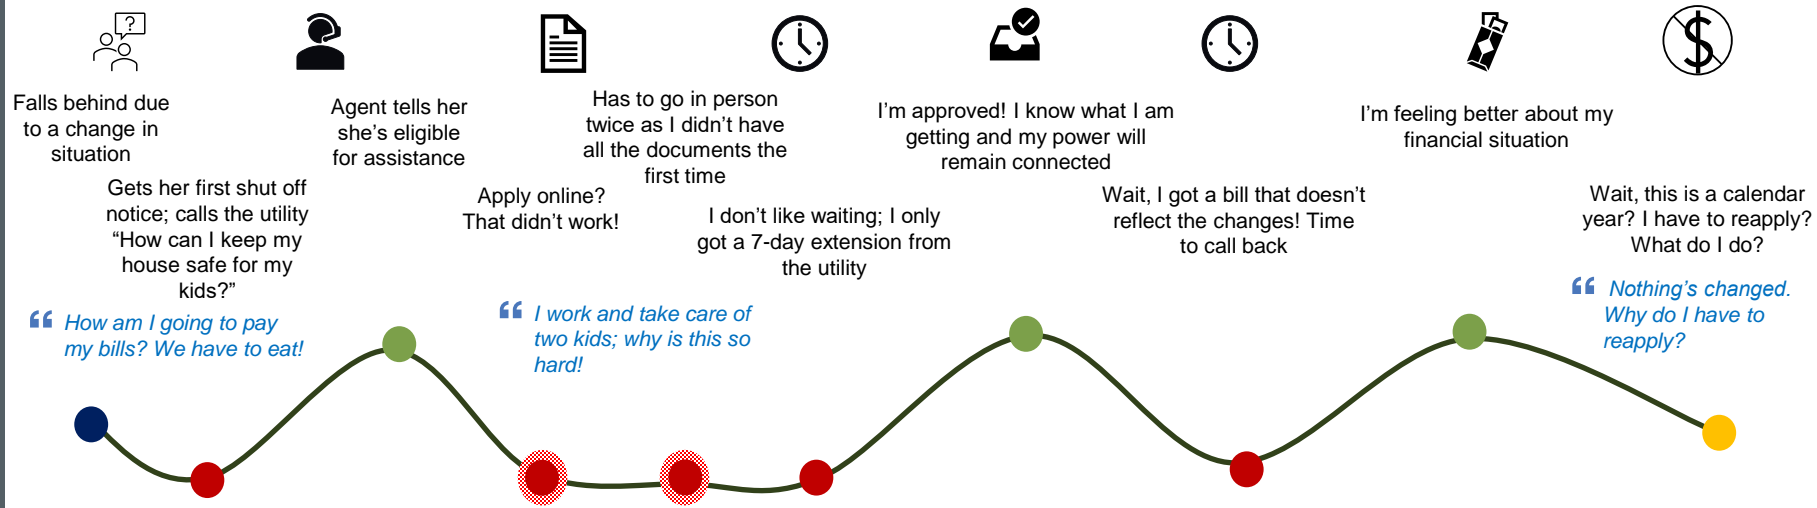 ?
Falls behind due
to a change in
situation
Gets her first shut off
notice; calls the utility
“How can I keep my
house safe for my
kids?”
“ How am I going to pay
my bills? We have to eat!
Agent tells her
she’s eligible
for assistance
Apply online?
That didn’t work!
“ I work and take care of
two kids; why is this so
hard!
Has to go in person
twice as I didn’t have
all the documents the
first time
I don’t like waiting; I only
got a 7-day extension from
the utility
I’m approved! I know what I am
getting and my power will
remain connected
Wait, I got a bill that doesn’t
reflect the changes! Time
to call back
I’m feeling better about my
financial situation
$
Wait, this is a calendar
year? I have to reapply?
What do I do?
“ Nothing’s changed.
Why do I have to
reapply?